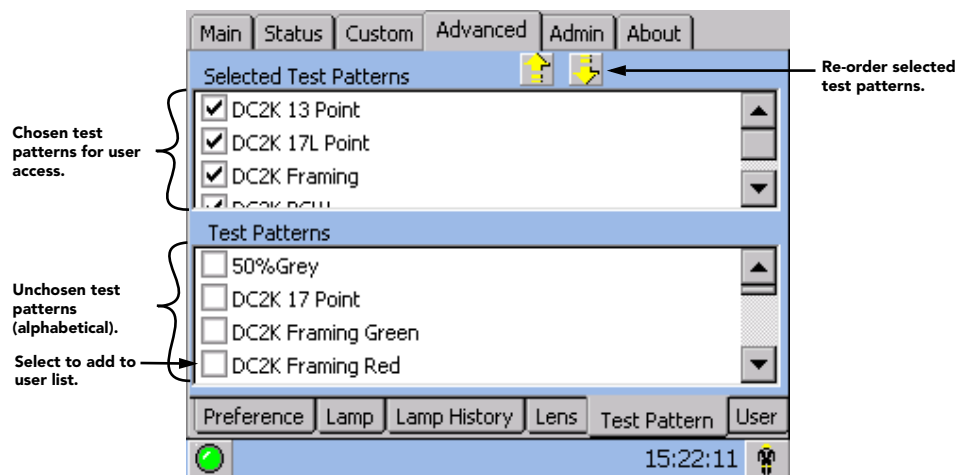 Main Status Custom Advanced Admin About
Selected Test Patterns
Re-order selected
test patterns.
Chosen test
patterns for user
access.
DC2K 13 Point
DC2K 17L Point
DC2K Framing
Test Patterns
Unchosen test
patterns
(alphabetical).
50%Grey
DC2K 17 Point
DC2K Framing Green
Select to add to
user list.
DC2K Framing Red
Preference Lamp Lamp History Lens Test Pattern User
15:22:11